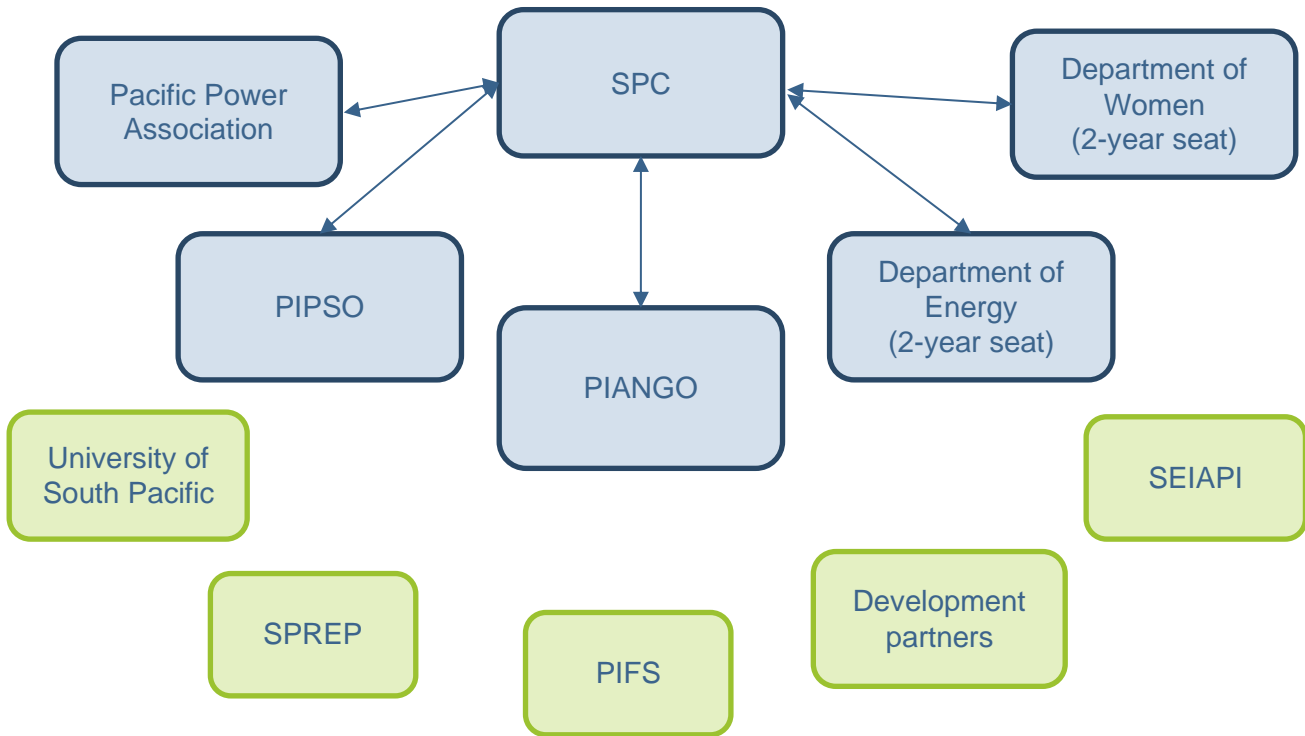 SPC
Pacific Power
Association
Department of
Women
(2-year seat)
PIPSO
Department of
Energy
(2-year seat)
PIANGO
University of
South Pacific
SEIAPI
SPREP
Development
partners
PIFS